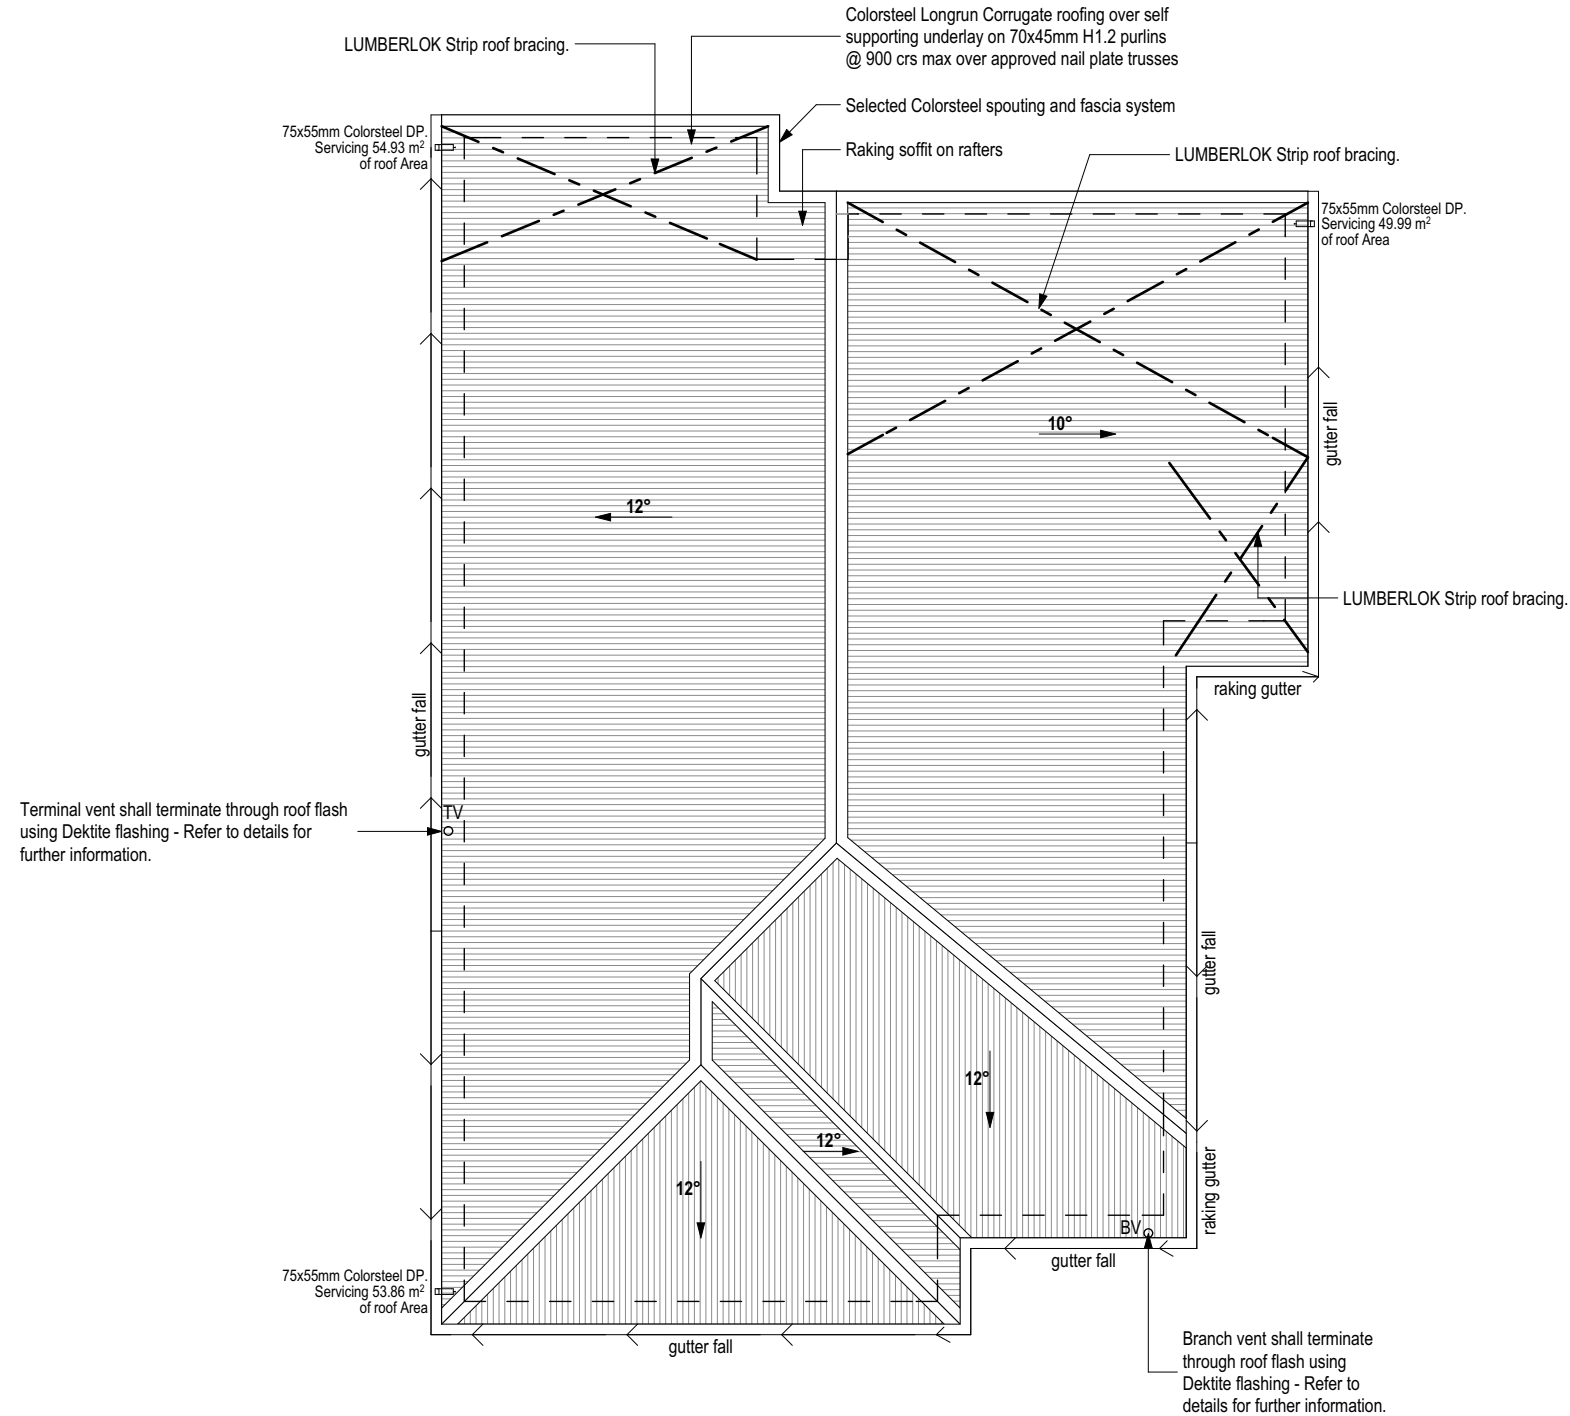 Colorsteel Longrun Corrugate roofing over self
supporting underlay on 70x45mm H1.2 purlins
@ 900 crs max over approved nail plate trusses
LUMBERLOK Strip roof bracing.
Selected Colorsteel spouting and fascia system
75x55mm Colorsteel DP.
Servicing 54.93 m²
of roof Area
Raking soffit on rafters
LUMBERLOK Strip roof bracing.
75x55mm Colorsteel DP.
Servicing 49.99 m²
of roof Area
10°
gutter fall
12°
LUMBERLOK Strip roof bracing.
raking gutter
gutter fall
TV
Terminal vent shall terminate through roof flash
using Dektite flashing - Refer to details for
further information.
gutter fall
12°
12°
12°
raking gutter
BV
gutter fall
75x55mm Colorsteel DP.
Servicing 53.86 m²
of roof Area
gutter fall
Branch vent shall terminate
through roof flash using
Dektite flashing - Refer to
details for further information.